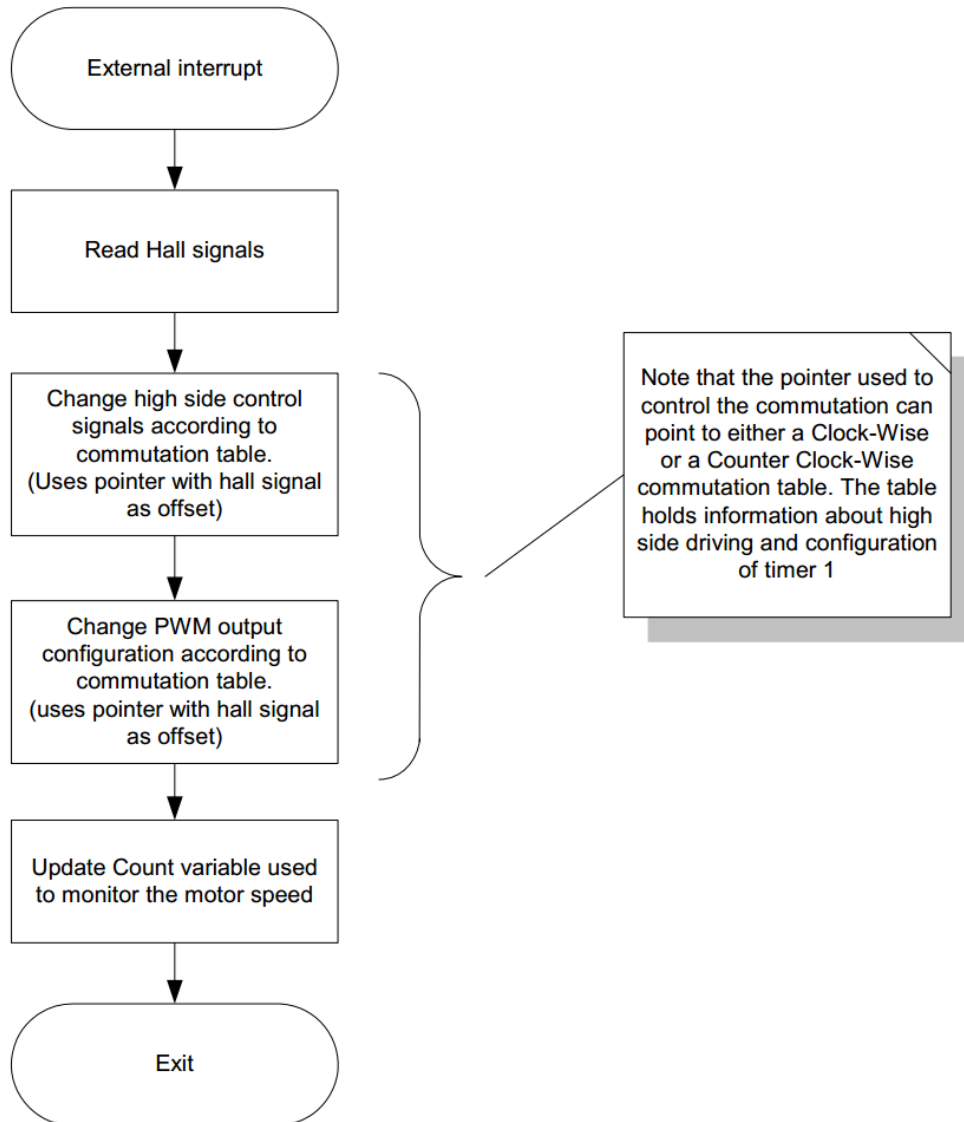 External interrupt
Read Hall signals
Change high side control
signals according to
commutation table.
(Uses pointer with hall signal
as offset)
Change PWM output
configuration according to
commutation table.
(uses pointer with hall signal
as offset)
Note that the pointer used to
control the commutation can
point to either a Clock-Wise
or a Counter Clock-Wise
commutation table. The table
holds information about high
side driving and configuration
of timer 1
Update Count variable used
to monitor the motor speed
Exit